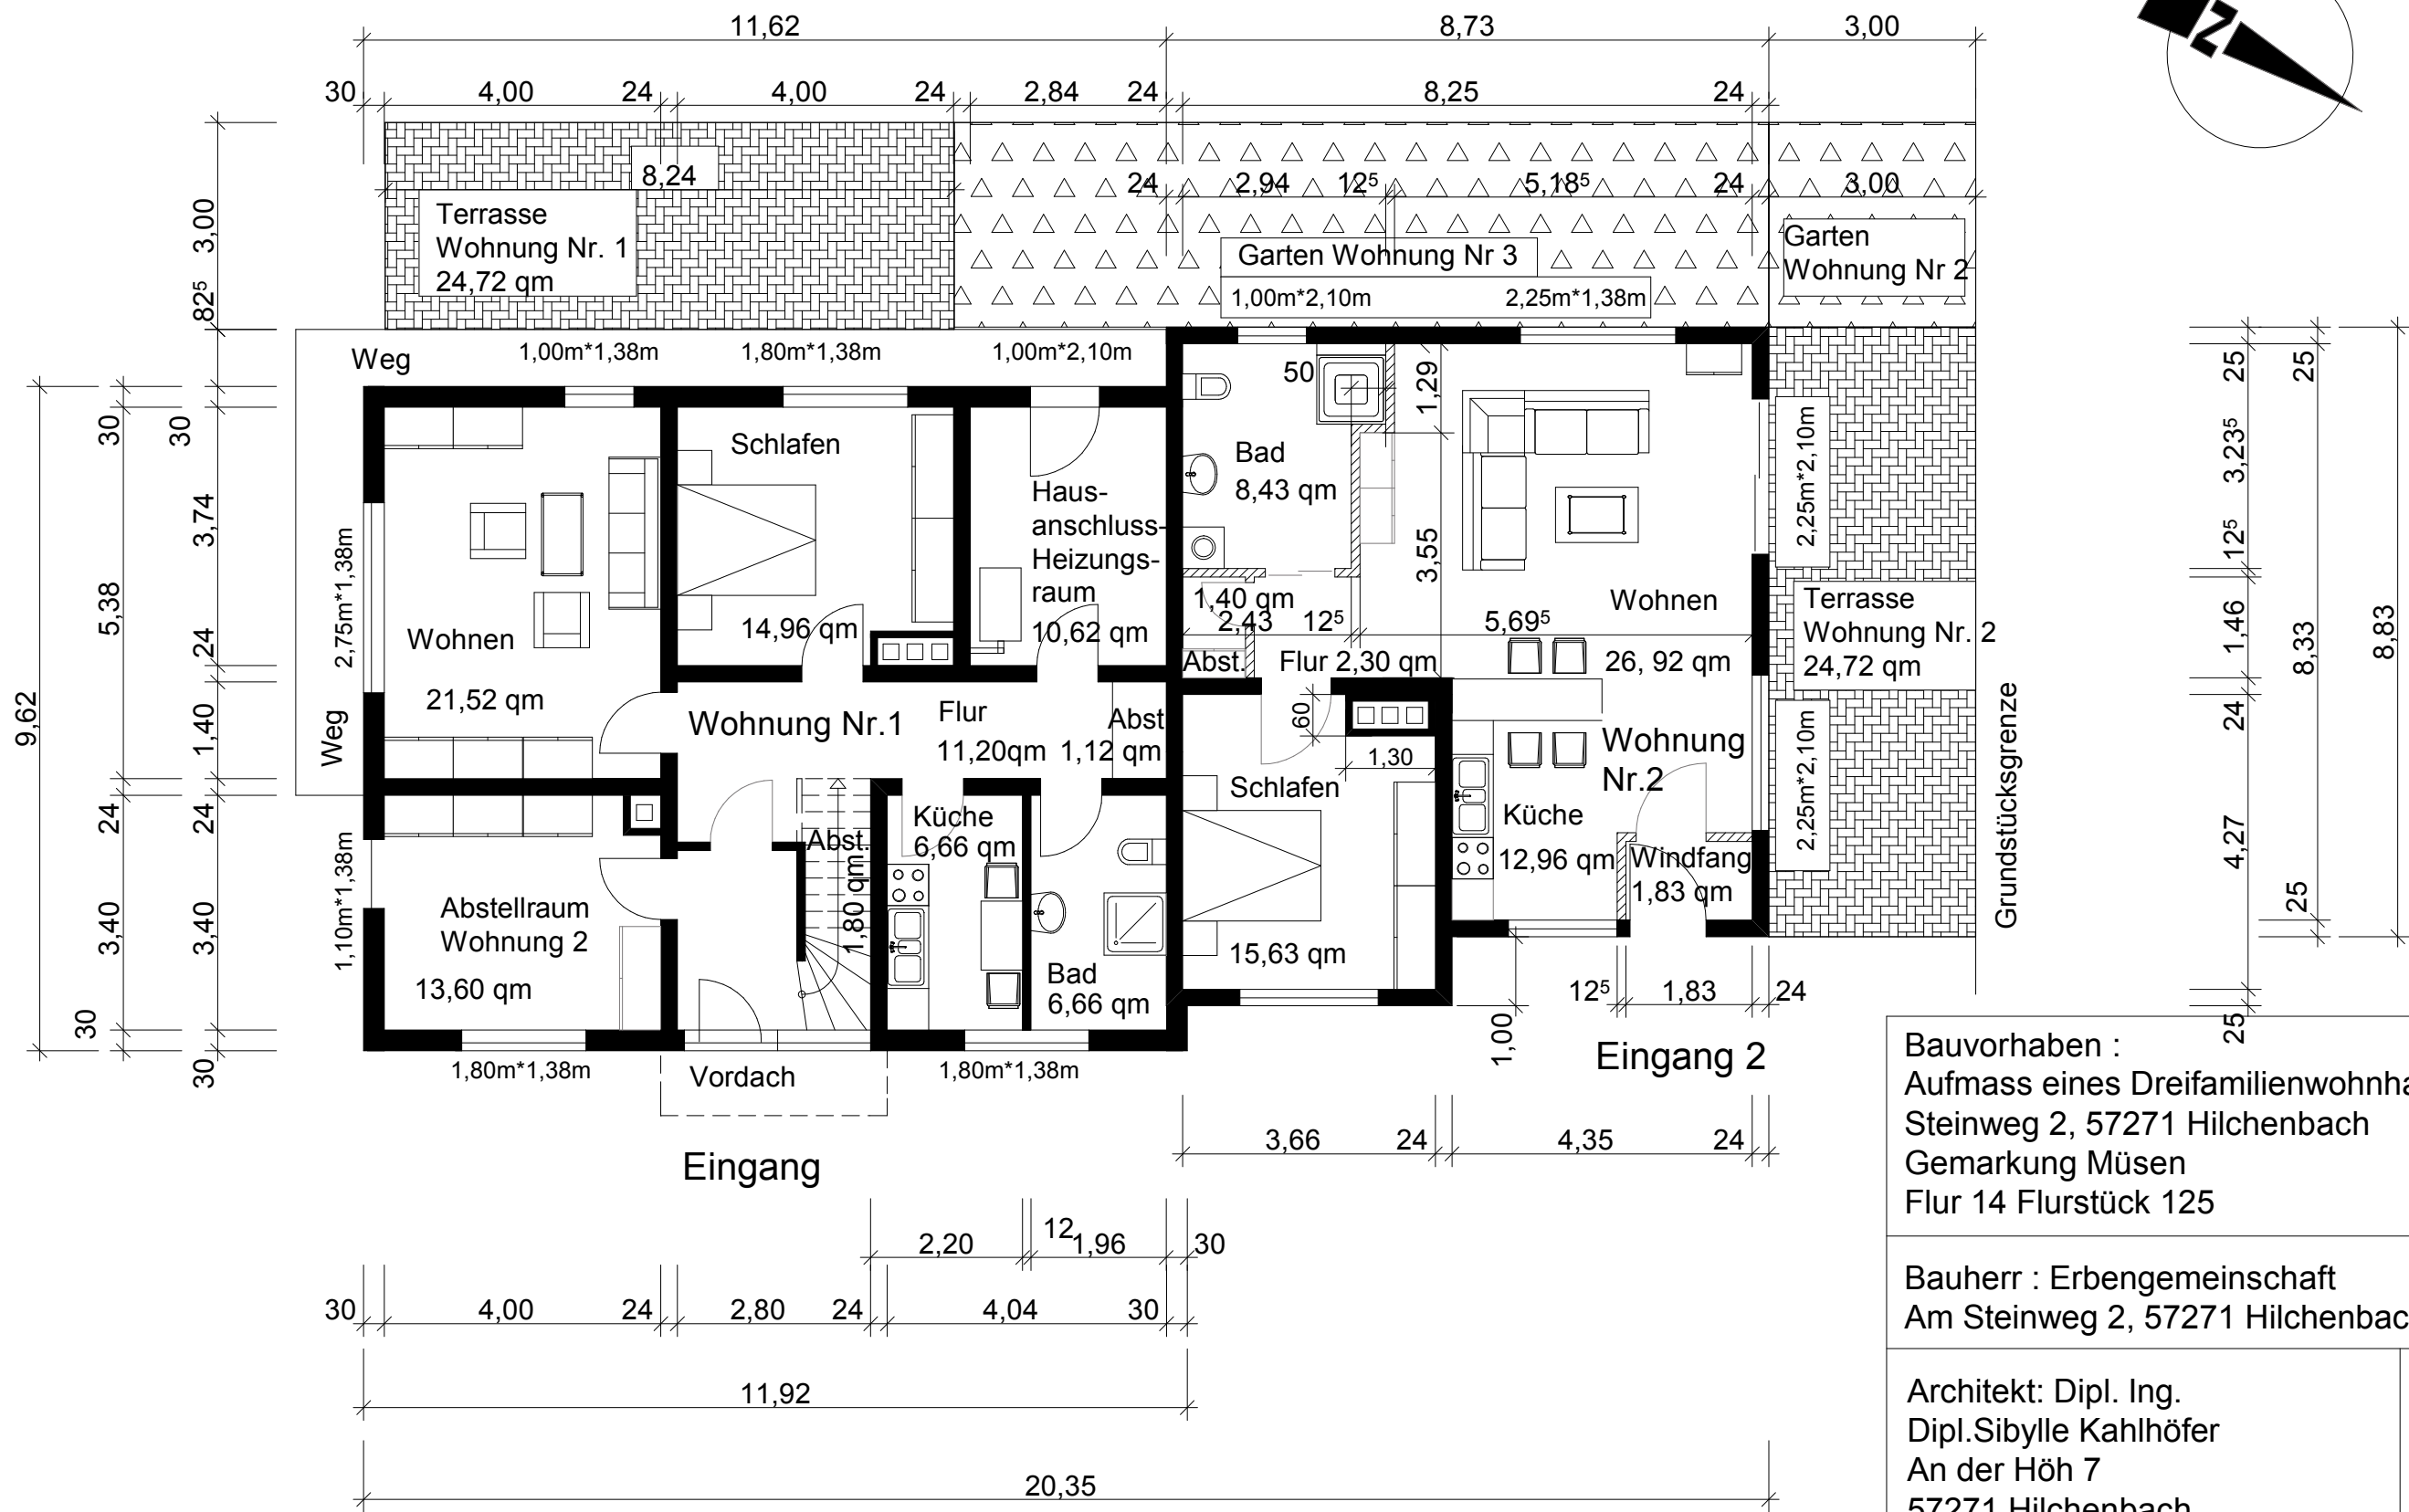 11,62
8,73
3,00
N
30
4,00
24
4,00
24
2,84
24
8,25
24
8,24
24
2,94
12⁵
5,18⁵
24
3,00
3,00
82⁵
Terrasse
Wohnung Nr. 1
24,72 qm
Garten Wohnung Nr 3
1,00m*2,10m
2,25m*1,38m
Garten
Wohnung Nr 2
Weg
1,00m*1,38m
1,80m*1,38m
1,00m*2,10m
9,62
30
5,38
24
3,40
30
30
3,74
24
1,40
24
3,40
30
2,75m*1,38m
Weg
1,10m*1,38m
Wohnen
21,52 qm
Schlafen
14,96 qm
Haus-
anschluss-
Heizungs-
raum
10,62 qm
Wohnung Nr.1
Flur
11,20qm
Abst
1,12 qm
Abstellraum
Wohnung 2
13,60 qm
Abst.
1,80 qm
Küche
6,66 qm
Bad
6,66 qm
50
1,29
Bad
8,43 qm
3,55
1,40 qm
2,43
12⁵
5,69⁵
Abst.
Flur 2,30 qm
Wohnen
26, 92 qm
60
1,30
Schlafen
15,63 qm
Wohnung
Nr.2
Küche
12,96 qm
Windfang
1,83 qm
2,25m*2,10m
Terrasse
Wohnung Nr. 2
24,72 qm
2,25m*2,10m
Grundstücksgrenze
25
3,23⁵
12⁵
1,46
24
4,27
25
25
8,33
25
8,83
12⁵
1,83
24
1,00
Eingang 2
1,80m*1,38m
Vordach
1,80m*1,38m
Eingang
3,66
24
4,35
24
2,20
12
1,96
30
30
4,00
24
2,80
24
4,04
30
11,92
20,35
Bauvorhaben :
Aufmass eines Dreifamilienwohnha
Steinweg 2, 57271 Hilchenbach
Gemarkung Müsen
Flur 14 Flurstück 125
Bauherr : Erbengemeinschaft
Am Steinweg 2, 57271 Hilchenbac
Architekt: Dipl. Ing.
Dipl.Sibylle Kahlhöfer
An der Höh 7
57271 Hilchenbach